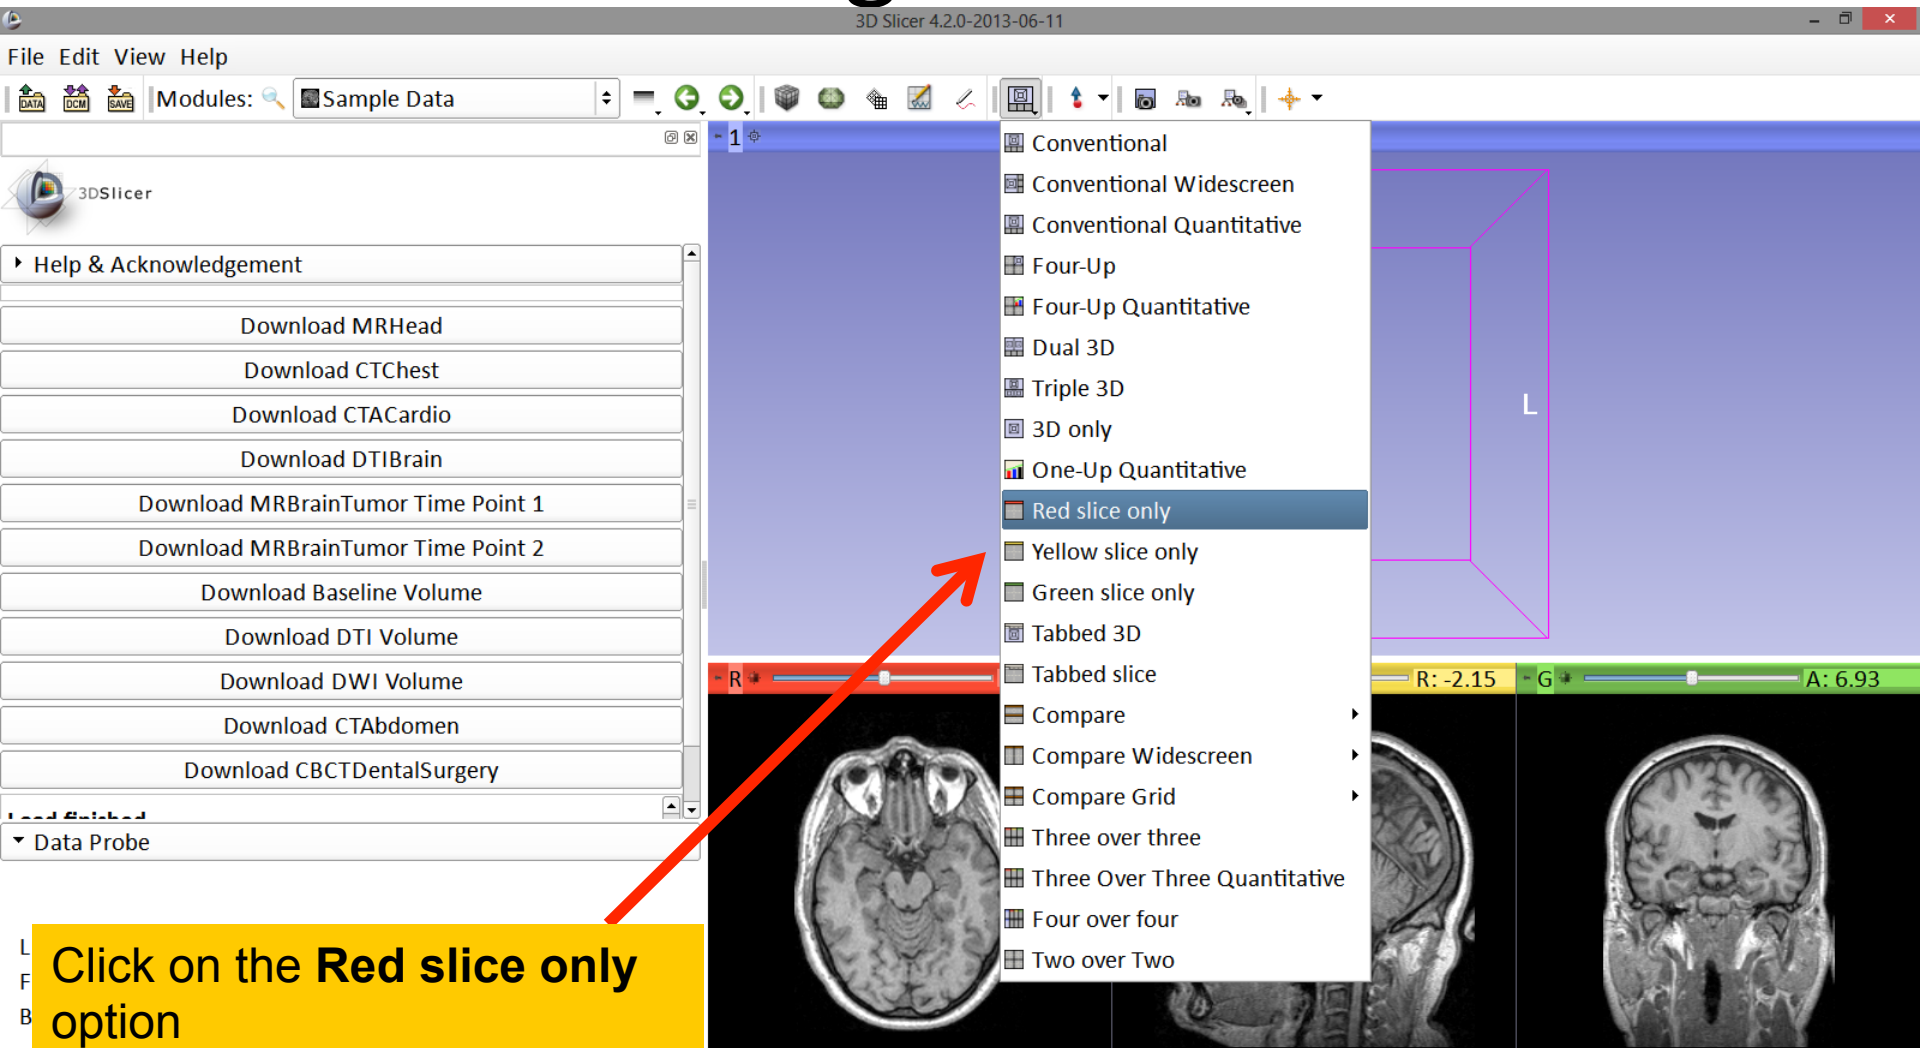 3D Slicer 4.2.0-2013-06-11
File Edit View Help
DATA DCM SAVE Modules: Sample Data
1
3DSlicer
Help & Acknowledgement
Download MRHead
Download CTChest
Download CTACardio
Download DTIBrain
Download MRBrainTumor Time Point 1
Download MRBrainTumor Time Point 2
Download Baseline Volume
Download DTI Volume
Download DWI Volume
Download CTAbdomen
Download CBCTDentalSurgery
Load finished
Data Probe
L
F
B
Click on the Red slice only
option
Conventional
Conventional Widescreen
Conventional Quantitative
Four-Up
Four-Up Quantitative
Dual 3D
Triple 3D
3D only
One-Up Quantitative
Red slice only
Yellow slice only
Green slice only
Tabbed 3D
Tabbed slice
Compare
Compare Widescreen
Compare Grid
Three over three
Three Over Three Quantitative
Four over four
Two over Two
L
R
R: -2.15
G
A: 6.93